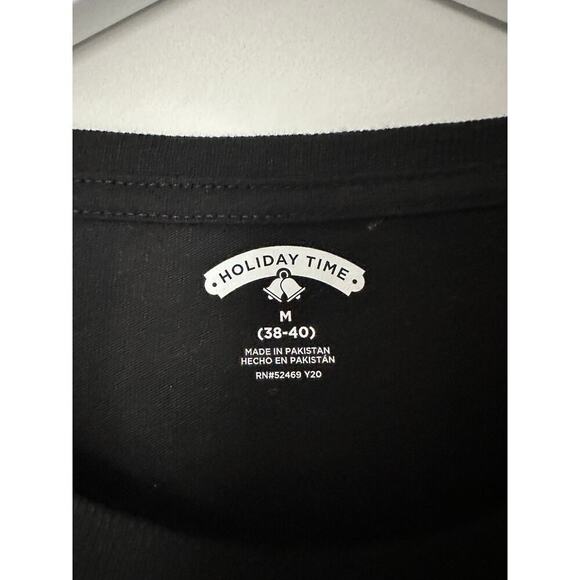 HOLIDAY TIME
M
(38-40)
MADE IN PAKISTAN
HECHO EN PAKISTÁN
RN#52469 Y20